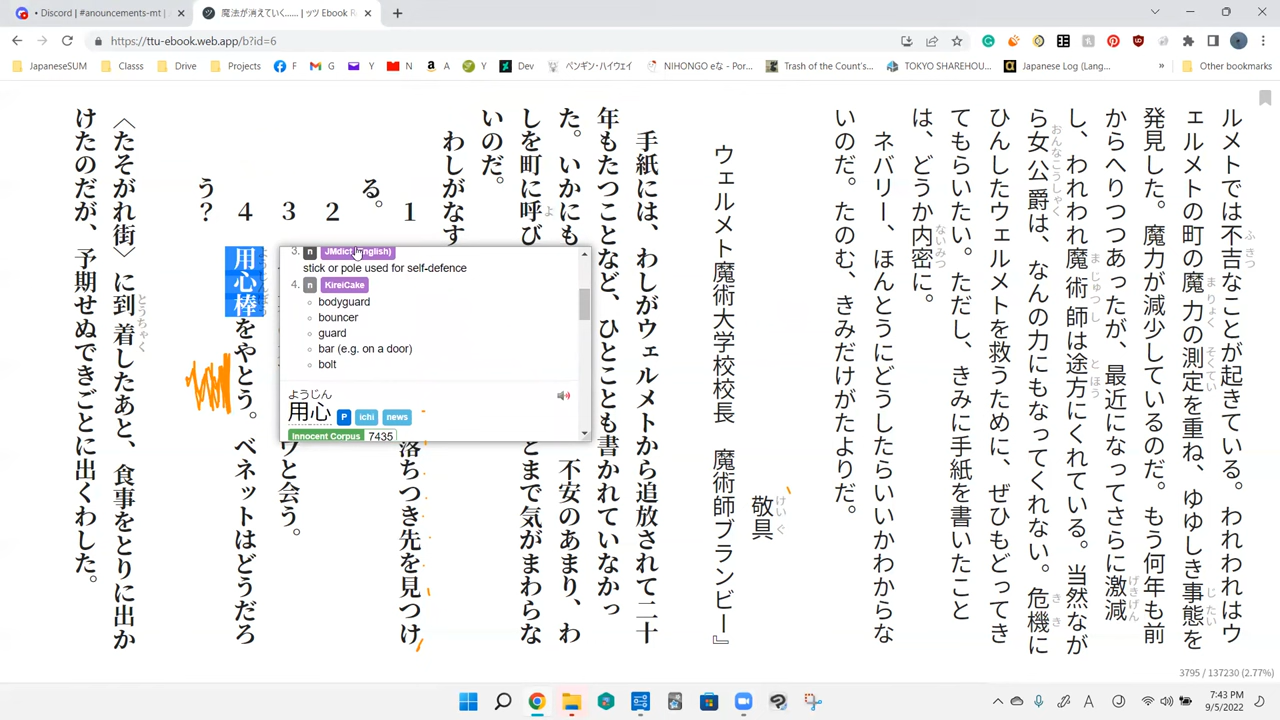 • Discord | #anouncements-mt |
魔法が消えていく…… | ッツ Ebook R
https://ttu-ebook.web.app/b?id=6
JapaneseSUM
Classs
Drive
Projects
F
G
Y
N
A
Y
Dev
ペンギン・ハイウェイ
NIHONGO eな - Por...
Trash of the Count's...
TOKYO SHAREHOU...
Japanese Log (Lang...
Other bookmarks
ルメトでは不吉なことが起きている。われわれはウ
ェルメトの町の魔力の測定を重ね、ゆゆしき事態を
発見した。魔力が減少しているのだ。もう何年も前
からへりつつあったが、最近になってさらに激減
し、われわれ魔術師は途方にくれている。当然なが
ら女公爵は、なんの力にもなってくれない。危機に
ひんしたウェルメトを救うために、ぜひもどってき
てもらいたい。ただし、きみに手紙を書いたこと
は、どうか内密に。
ネバリー、ほんとうにどうしたらいいかわからな
いのだ。たのむ、きみだけがたよりだ。
敬具
ウェルメト魔術大学校校長 魔術師ブランビー』
手紙には、わしがウェルメトから追放されて二十
年もたつことなど、ひとことも書かれていなかっ
た。いかにも 不安のあまり、わ
しを町に呼び とまで気がまわらな
いのだ。
わしがなす
1 落ちつき先を見つけ
る。
2
3 ワと会う。
4 用心棒をやとう。ベネットはどうだろ
う？
〈たそがれ街〉に到着したあと、食事をとりに出か
けたのだが、予期せぬできごとに出くわした。
3. n JMdict (English)
stick or pole used for self-defence
4. n KireiCake
bodyguard
bouncer
guard
bar (e.g. on a door)
bolt
ようじん
用心 P ichi news
Innocent Corpus 7435
3795 / 137230 (2.77%)
7:43 PM
9/5/2022